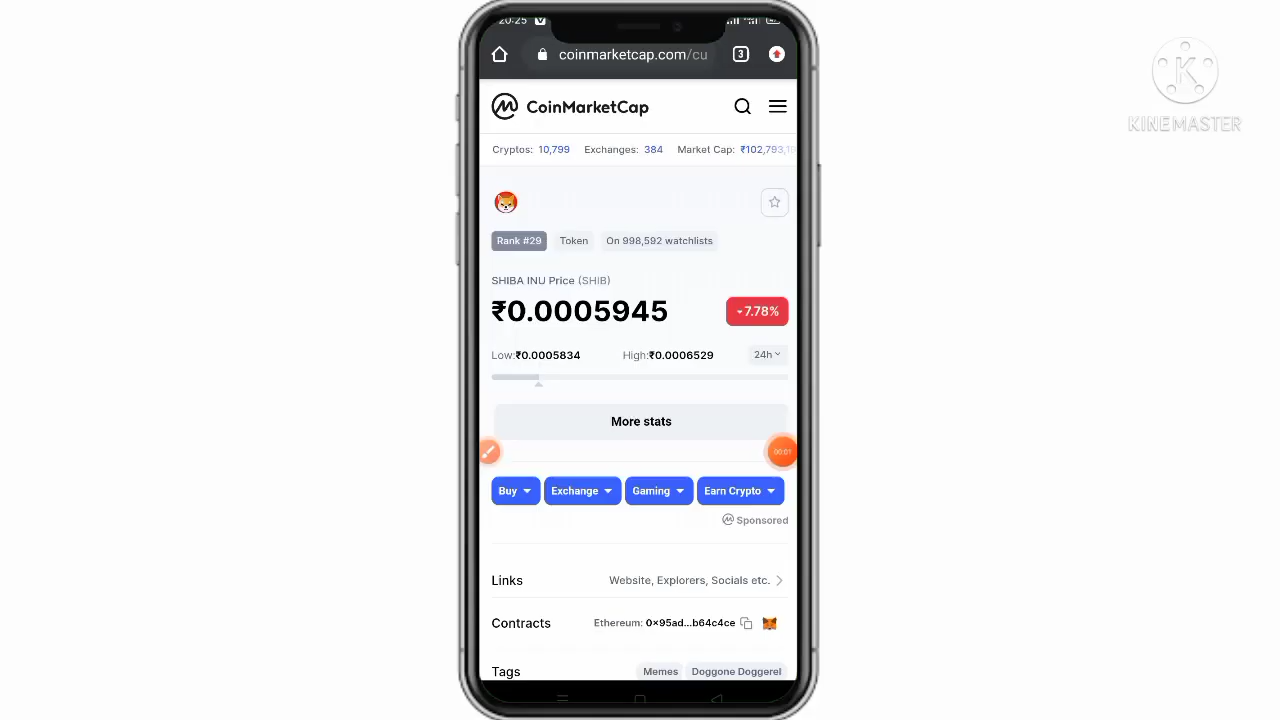 20:25
coinmarketcap.com/cu
3
CoinMarketCap
Cryptos: 10,799 Exchanges: 384 Market Cap: ₹102,793,1
Rank #29 Token On 998,592 watchlists
SHIBA INU Price (SHIB)
₹0.0005945
7.78%
Low:₹0.0005834 High:₹0.0006529 24h
More stats
00:01
Buy Exchange Gaming Earn Crypto
Sponsored
Links Website, Explorers, Socials etc.
Contracts Ethereum: 0x95ad...b64c4ce
Tags Memes Doggone Doggerel
K
KINEMASTER